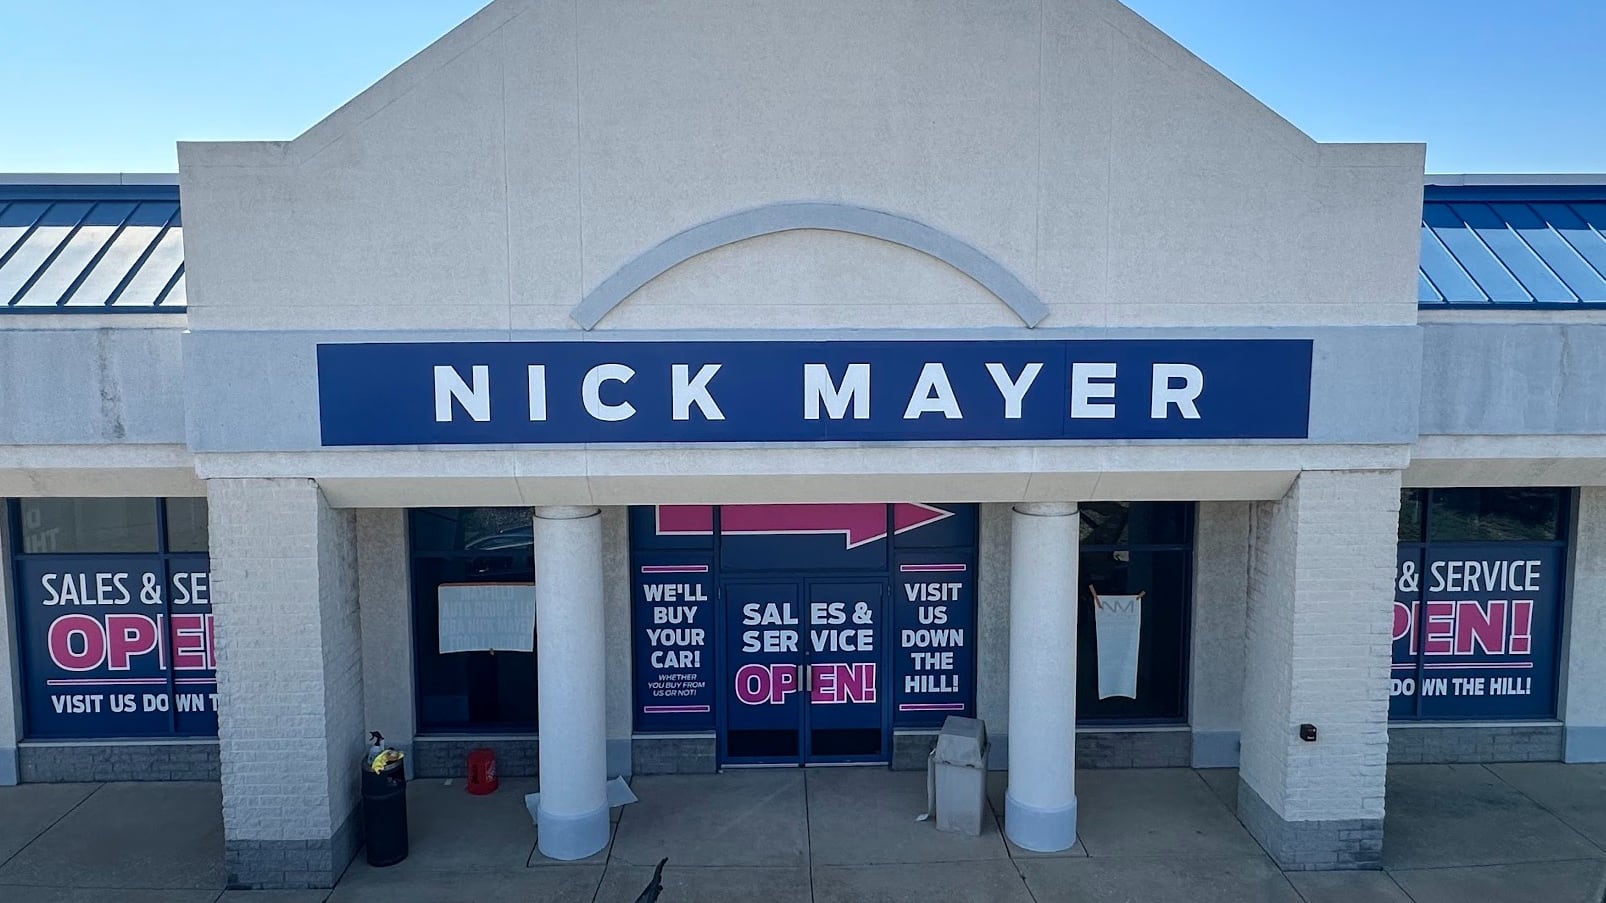 NICK MAYER
SALES & SE
OPE
VISIT US DOWN T
WE'LL
BUY
YOUR
CAR!
WHETHER
YOU BUY FROM
US OR NOT!
SALES &
SERVICE
OPEN!
VISIT
US
DOWN
THE
HILL!
NM
& SERVICE
PEN!
DOWN THE HILL!